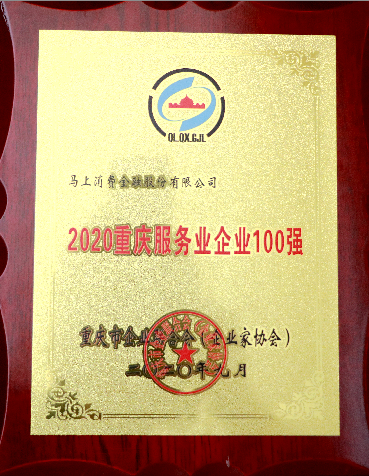 QLQX.GJL
马上消费金融股份有限公司
2020重庆服务业企业100强
重庆市企业联合会（企业家协会）
二〇二〇年九月